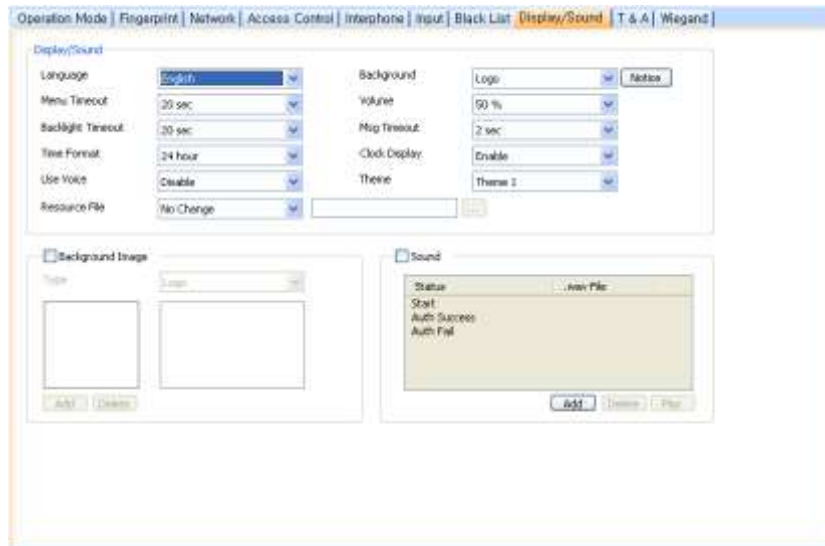 Operation Mode | Fingerprint | Network | Access Control | Interphone | Input | Black List | Display/Sound | T & A | Wiegand |
Display/Sound
Language English Background Logo Notice
Menu Timeout 20 sec Volume 50 %
Backlight Timeout 20 sec Msg Timeout 2 sec
Time Format 24 hour Clock Display Enable
Use Voice Disable Theme Theme 1
Resource File No Change ...
Background Image
Type Logo
Add Delete
Sound
Status .wav File
Start
Auth Success
Auth Fail
Add Delete Play